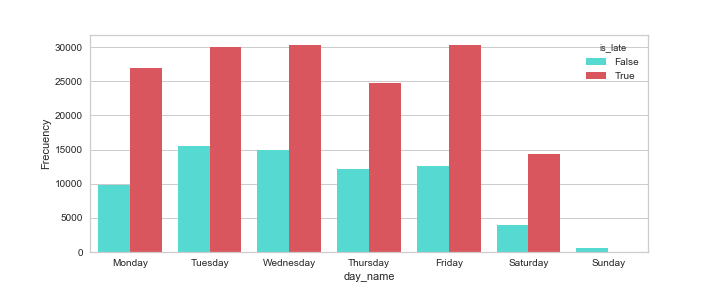 30000
25000
20000
15000
10000
5000
0
Frecuency
is_late
False
True
Monday Tuesday Wednesday Thursday Friday Saturday Sunday
day_name